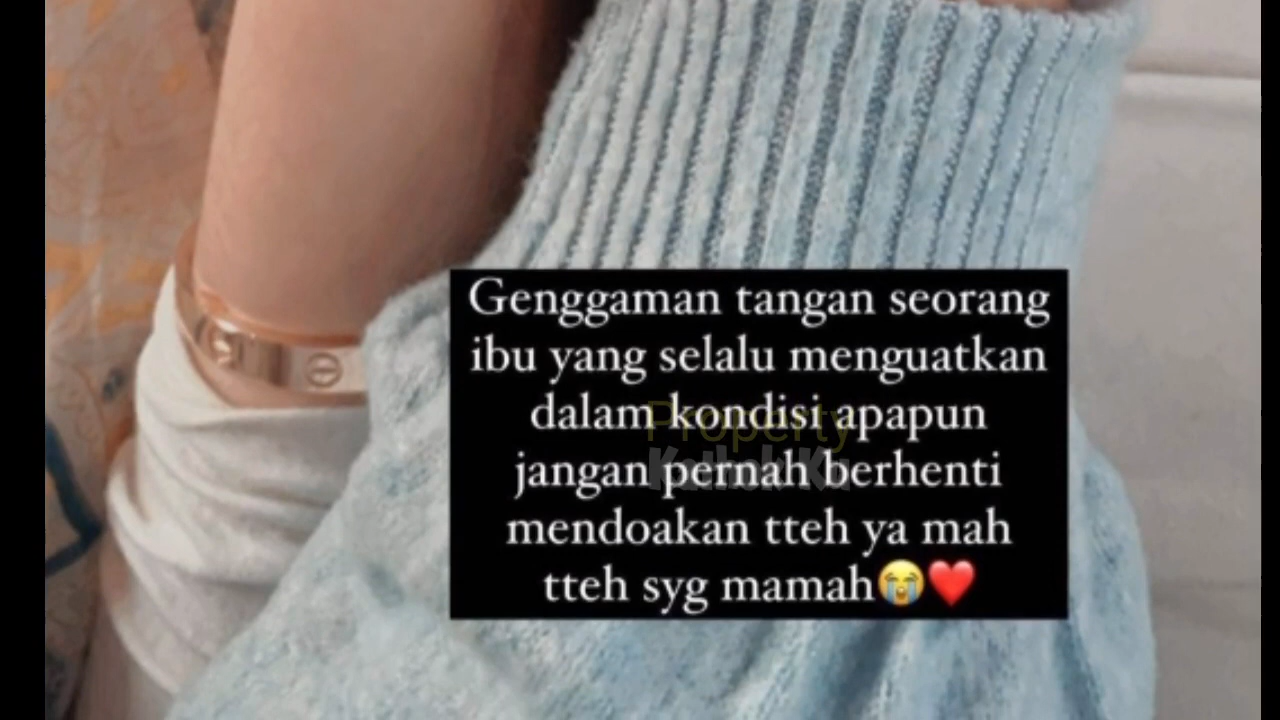 Genggaman tangan seorang
ibu yang selalu menguatkan
dalam kondisi apapun
jangan pernah berhenti
mendoakan tteh ya mah
tteh syg mamah😭❤️
Property